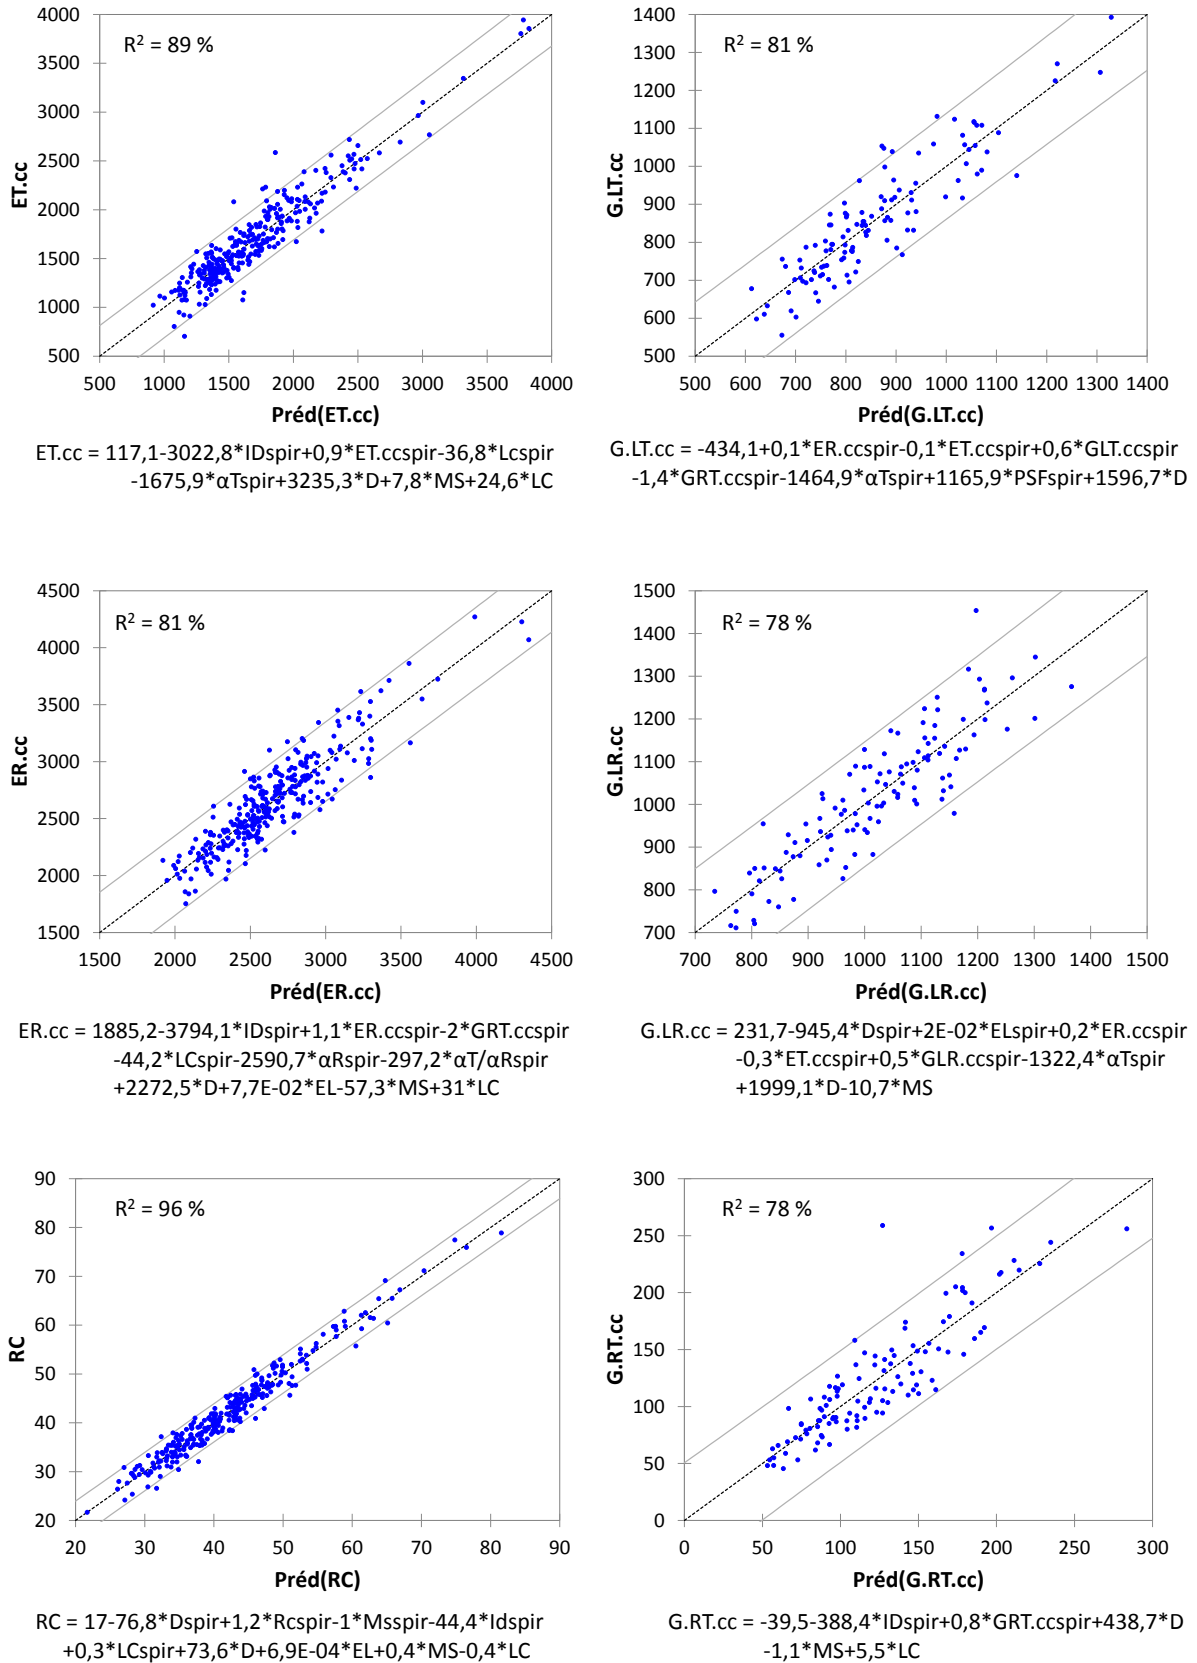 R² = 89 %
4000
3500
3000
2500
2000
1500
1000
500
ET.cc
500 1000 1500 2000 2500 3000 3500 4000
Préd(ET.cc)
ET.cc = 117,1-3022,8*IDspir+0,9*ET.ccspir-36,8*Lcspir
-1675,9*αTspir+3235,3*D+7,8*MS+24,6*LC
R² = 81 %
1400
1300
1200
1100
1000
900
800
700
600
500
G.LT.cc
500 600 700 800 900 1000 1100 1200 1300 1400
Préd(G.LT.cc)
G.LT.cc = -434,1+0,1*ER.ccspir-0,1*ET.ccspir+0,6*GLT.ccspir
-1,4*GRT.ccspir-1464,9*αTspir+1165,9*PSFspir+1596,7*D
R² = 81 %
4500
4000
3500
3000
2500
2000
1500
ER.cc
1500 2000 2500 3000 3500 4000 4500
Préd(ER.cc)
ER.cc = 1885,2-3794,1*IDspir+1,1*ER.ccspir-2*GRT.ccspir
-44,2*LCspir-2590,7*αRspir-297,2*αT/αRspir
+2272,5*D+7,7E-02*EL-57,3*MS+31*LC
R² = 78 %
1500
1400
1300
1200
1100
1000
900
800
700
G.LR.cc
700 800 900 1000 1100 1200 1300 1400 1500
Préd(G.LR.cc)
G.LR.cc = 231,7-945,4*Dspir+2E-02*ELspir+0,2*ER.ccspir
-0,3*ET.ccspir+0,5*GLR.ccspir-1322,4*αTspir
+1999,1*D-10,7*MS
R² = 96 %
90
80
70
60
50
40
30
20
RC
20 30 40 50 60 70 80 90
Préd(RC)
RC = 17-76,8*Dspir+1,2*Rcspir-1*Msspir-44,4*Idspir
+0,3*LCspir+73,6*D+6,9E-04*EL+0,4*MS-0,4*LC
R² = 78 %
300
250
200
150
100
50
0
G.RT.cc
0 50 100 150 200 250 300
Préd(G.RT.cc)
G.RT.cc = -39,5-388,4*IDspir+0,8*GRT.ccspir+438,7*D
-1,1*MS+5,5*LC